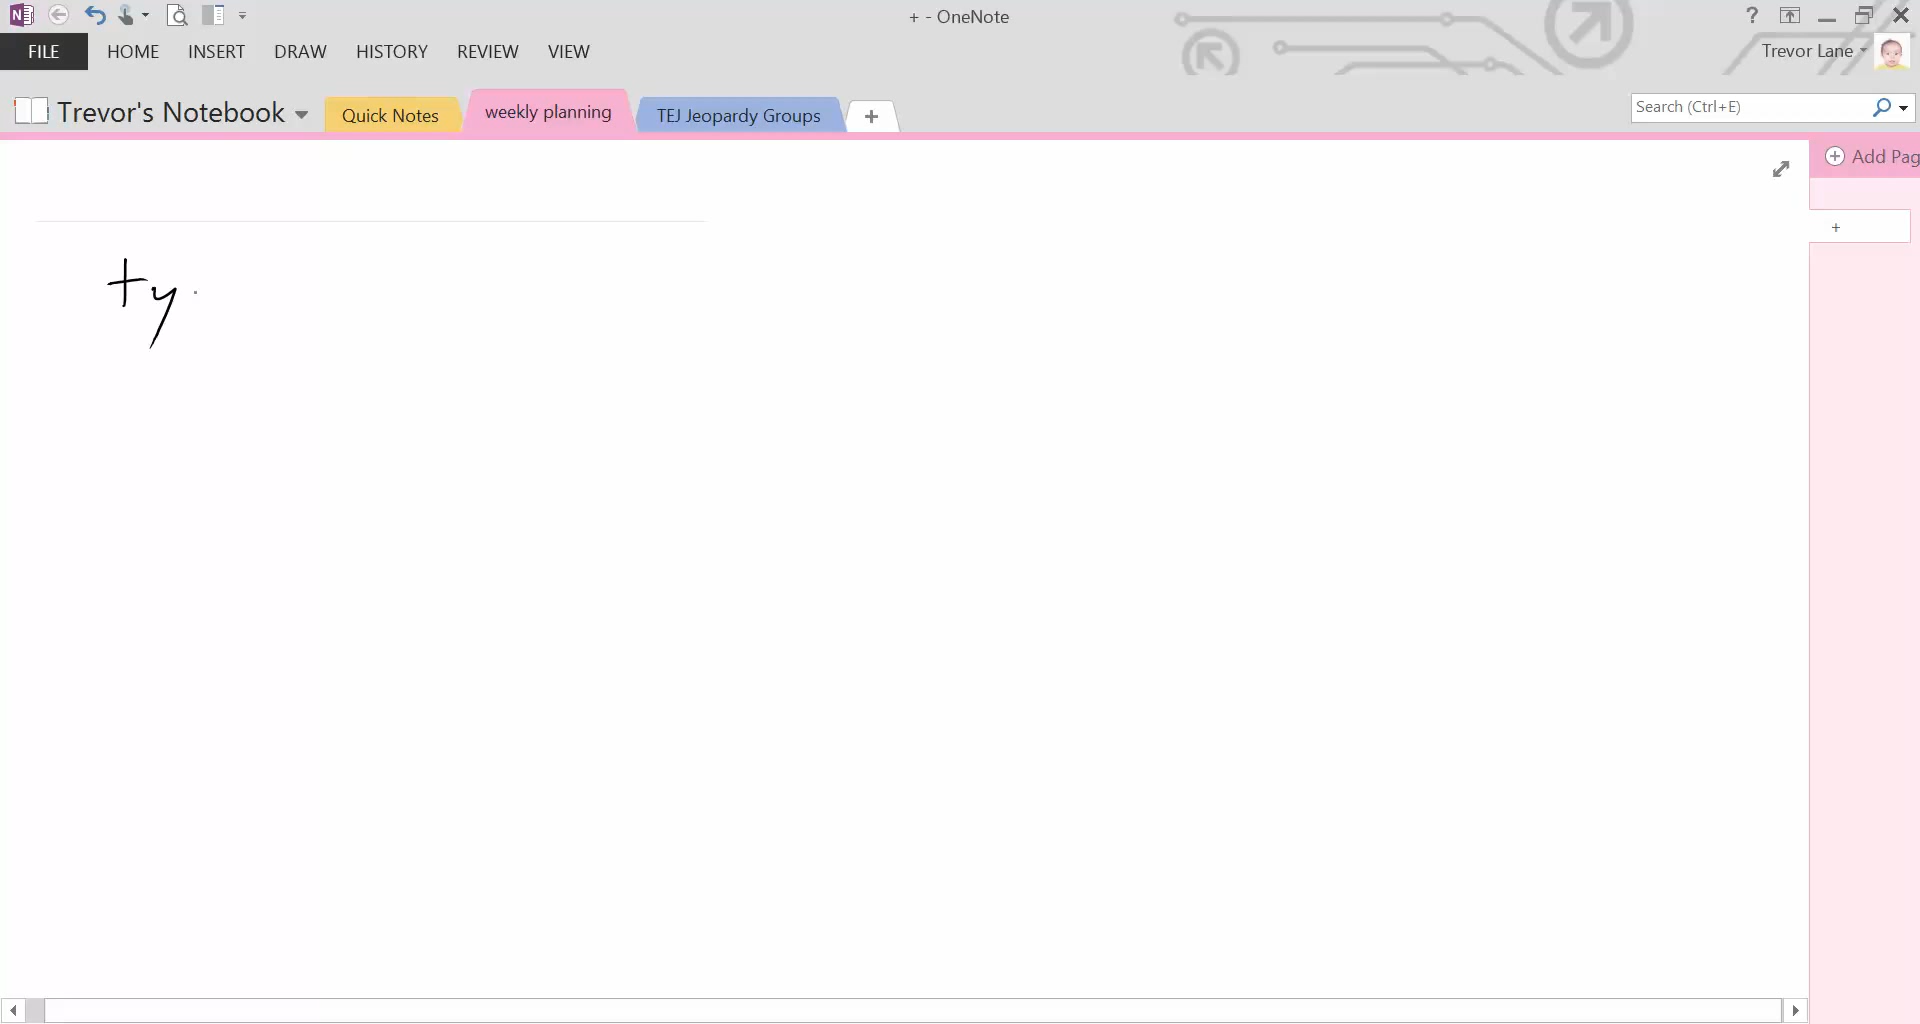 + - OneNote
FILE HOME INSERT DRAW HISTORY REVIEW VIEW
Trevor Lane
Trevor's Notebook Quick Notes weekly planning TEJ Jeopardy Groups +
Search (Ctrl+E)
+ Add Pag
+
ty.